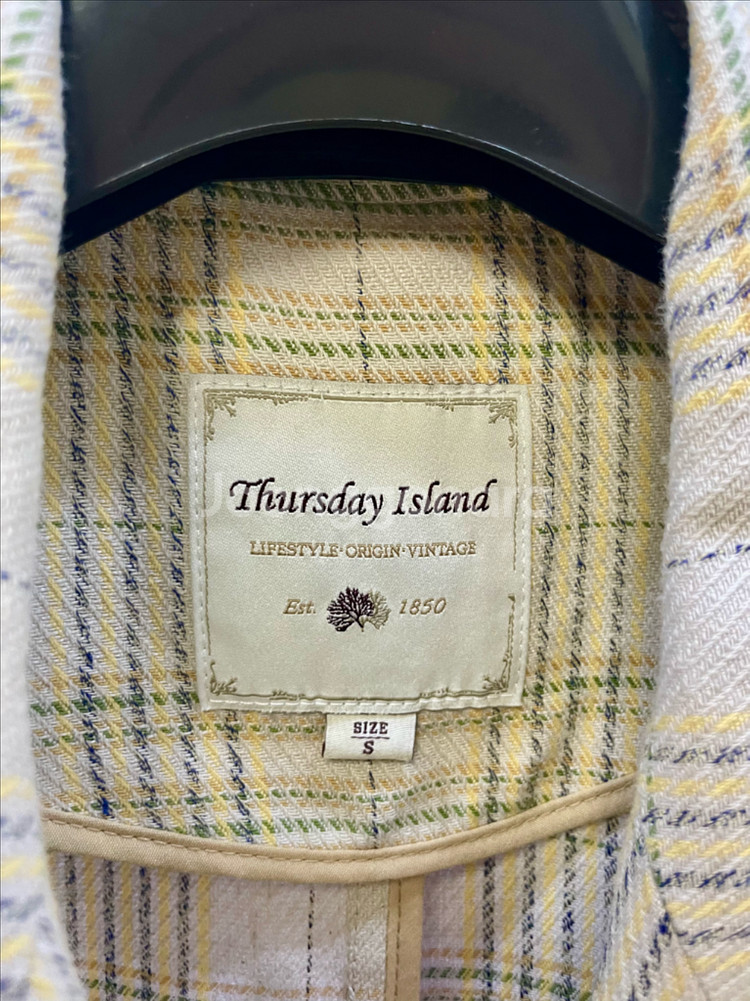 Thursday Island
LIFESTYLE·ORIGIN·VINTAGE
Est. 1850
SIZE
S